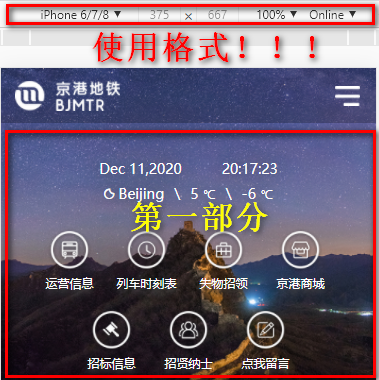 iPhone 6/7/8 ▼ 375 × 667 100% ▼ Online ▼
使用格式！！！
京港地铁
BJMTR
Dec 11,2020 20:17:23
Beijing \ 5 ℃ \ -6 ℃
第一部分
运营信息 列车时刻表 失物招领 京港商城
招标信息 招贤纳士 点我留言